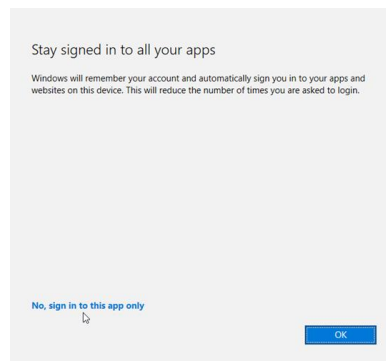 Stay signed in to all your apps
Windows will remember your account and automatically sign you in to your apps and
websites on this device. This will reduce the number of times you are asked to login.
No, sign in to this app only
OK